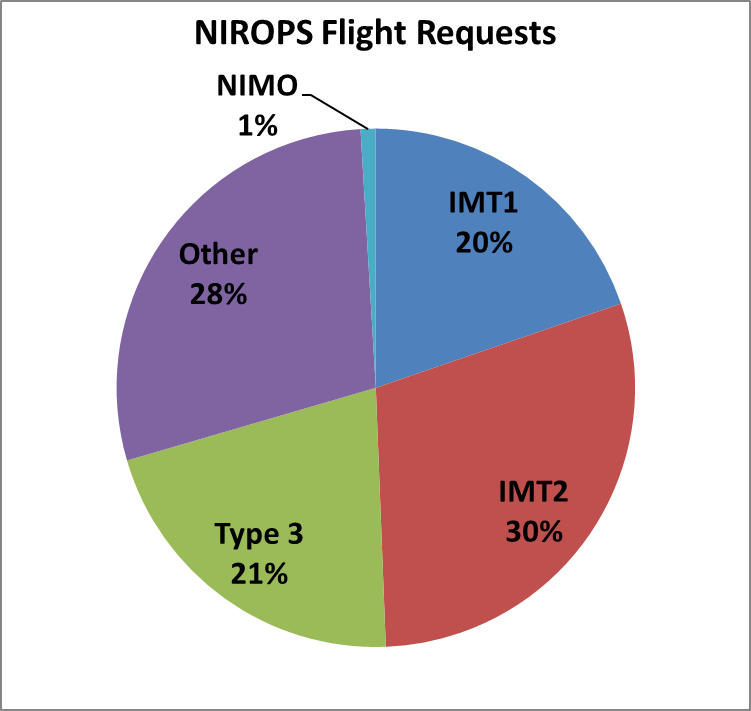 NIROPS Flight Requests
NIMO
1%
IMT1
20%
Other
28%
IMT2
30%
Type 3
21%